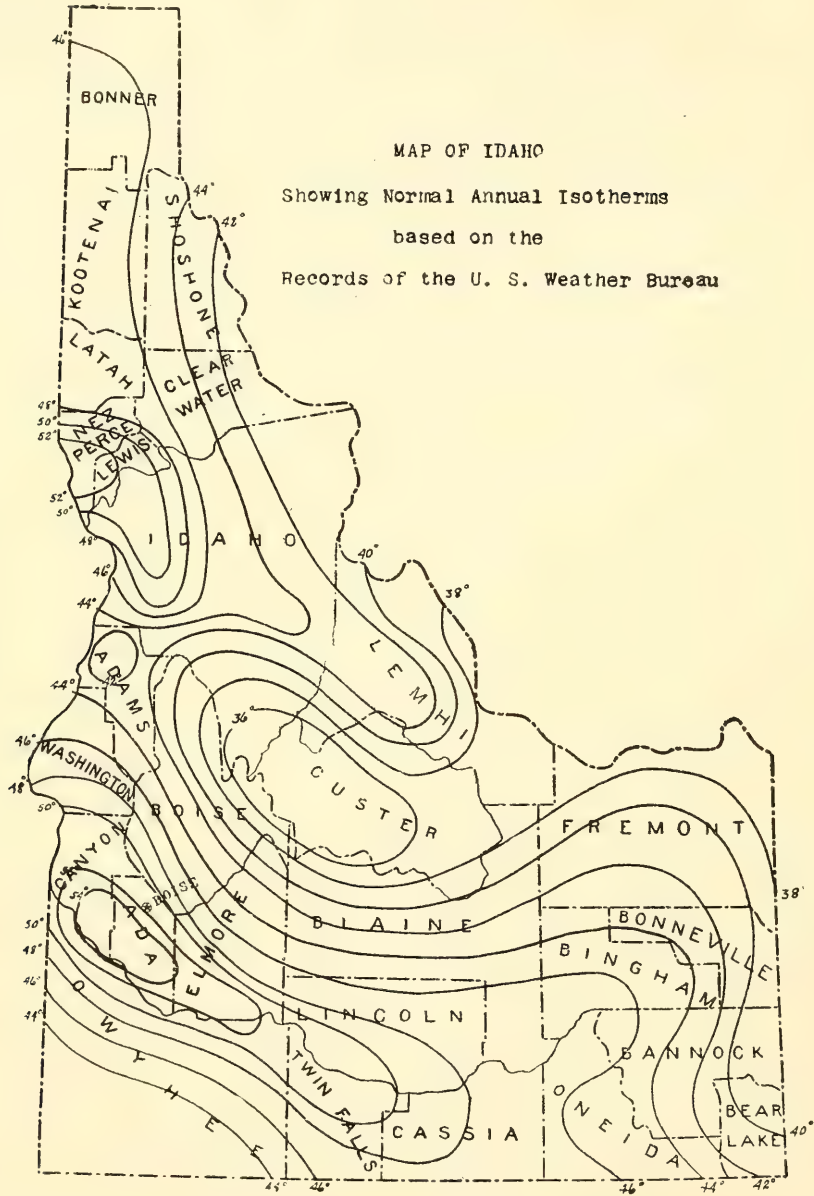 46°
BONNER
MAP OF IDAHO
Showing Normal Annual Isotherms
based on the
Records of the U. S. Weather Bureau
44°
42°
KOOTENAI
SHOSHONE
LATAH
CLEAR
WATER
48°
50°
52°
NEZ
PERCE
LEWIS
52°
50°
48°
IDAHO
46°
44°
40°
38°
LEMHI
ADAMS
42°
44°
36°
46°
WASHINGTON
48°
CUSTER
50°
BOISE
FREMONT
CANYON
BOISE
38°
ADA
ELMORE
BLAINE
BONNEVILLE
50°
48°
BINGHAM
46°
44°
OWYHEE
LINCOLN
BANNOCK
TWIN FALLS
CASSIA
ONEIDA
BEAR
LAKE
40°
46°
46°
44°
42°